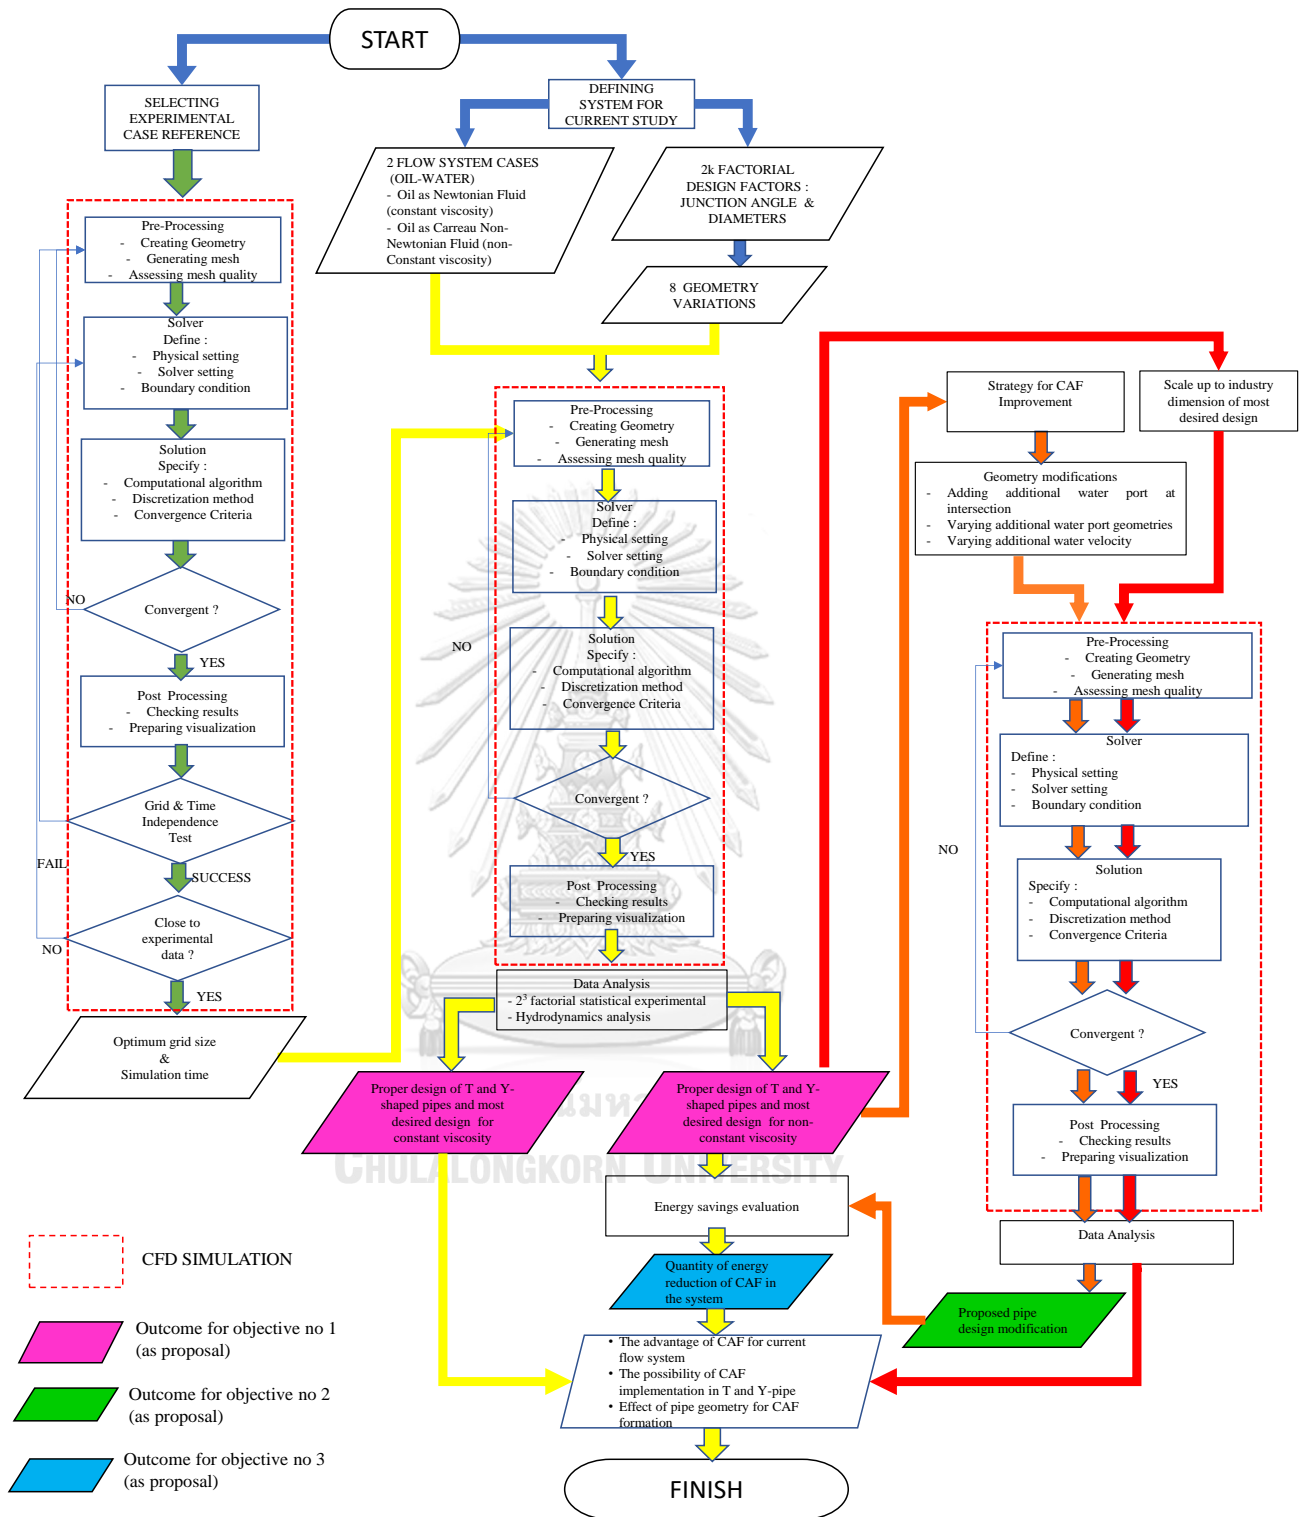 START
SELECTING
EXPERIMENTAL
CASE REFERENCE
DEFINING
SYSTEM FOR
CURRENT STUDY
2 FLOW SYSTEM CASES
(OIL-WATER)
- Oil as Newtonian Fluid
(constant viscosity)
- Oil as Carreau Non-
Newtonian Fluid (non-
Constant viscosity)
2k FACTORIAL
DESIGN FACTORS :
JUNCTION ANGLE &
DIAMETERS
8 GEOMETRY
VARIATIONS
Pre-Processing
- Creating Geometry
- Generating mesh
- Assessing mesh quality
Solver
Define :
- Physical setting
- Solver setting
- Boundary condition
Solution
Specify :
- Computational algorithm
- Discretization method
- Convergence Criteria
NO
Convergent ?
YES
Post Processing
- Checking results
- Preparing visualization
Grid & Time
Independence
Test
FAIL
SUCCESS
Close to
experimental
data ?
NO
YES
Optimum grid size
&
Simulation time
Pre-Processing
- Creating Geometry
- Generating mesh
- Assessing mesh quality
Solver
Define :
- Physical setting
- Solver setting
- Boundary condition
NO
Solution
Specify :
- Computational algorithm
- Discretization method
- Convergence Criteria
Convergent ?
YES
Post Processing
- Checking results
- Preparing visualization
Data Analysis
- 2³ factorial statistical experimental
- Hydrodynamics analysis
Proper design of T and Y-
shaped pipes and most
desired design for
constant viscosity
Proper design of T and Y-
shaped pipes and most
desired design for non-
constant viscosity
CHULALONGKORN UNIVERSITY
Strategy for CAF
Improvement
Scale up to industry
dimension of most
desired design
Geometry modifications
- Adding additional water port at
intersection
- Varying additional water port geometries
- Varying additional water velocity
Pre-Processing
- Creating Geometry
- Generating mesh
- Assessing mesh quality
Solver
Define :
- Physical setting
- Solver setting
- Boundary condition
NO
Solution
Specify :
- Computational algorithm
- Discretization method
- Convergence Criteria
Convergent ?
YES
Post Processing
- Checking results
- Preparing visualization
Data Analysis
Proposed pipe
design modification
Energy savings evaluation
Quantity of energy
reduction of CAF in
the system
• The advantage of CAF for current
flow system
• The possibility of CAF
implementation in T and Y-pipe
• Effect of pipe geometry for CAF
formation
FINISH
CFD SIMULATION
Outcome for objective no 1
(as proposal)
Outcome for objective no 2
(as proposal)
Outcome for objective no 3
(as proposal)